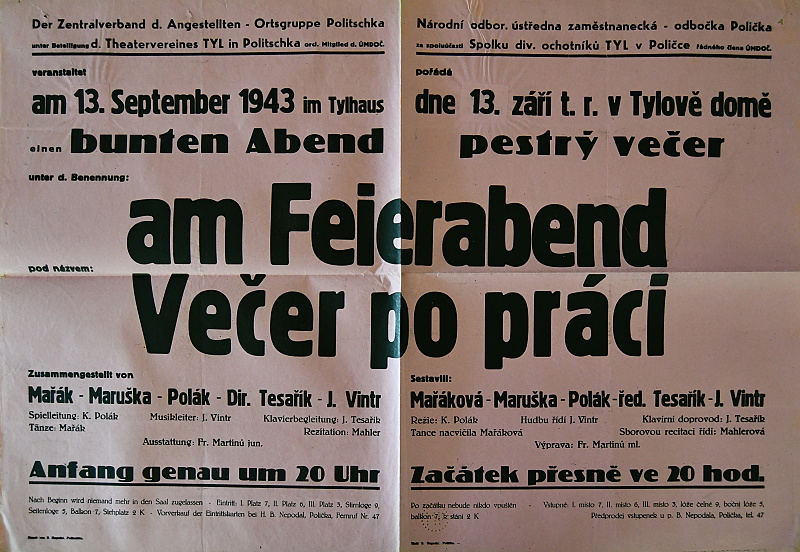 Der Zentralverband d. Angestellten - Ortsgruppe Politschka
unter Beteiligung d. Theatervereines TYL in Politschka ord. Mitglied d. ÚMDOČ.
veranstaltet
am 13. September 1943 im Tylhaus
einen bunten Abend
unter d. Benennung:
Národní odbor. ústředna zaměstnanecká - odbočka Polička
za spoluúčasti Spolku div. ochotníků TYL v Poličce řádného člena ÚMDOČ.
pořádá
dne 13. září t. r. v Tylově domě
pestrý večer
am Feierabend
pod názvem:
Večer po práci
Zusammengestellt von
Mařák - Maruška - Polák - Dir. Tesařík - J. Vintr
Spielleitung: K. Polák Musikleiter: J. Vintr Klavierbegleitung: J. Tesařík
Tänze: Mařák Rezitation: Mahler
Ausstattung: Fr. Martinů jun.
Anfang genau um 20 Uhr
Nach Beginn wird niemand mehr in den Saal zugelassen - Eintritt: I. Platz 7, II. Platz 6, III. Platz 3, Stirnloge 9,
Seitenloge 5, Balkon 7, Stehplatz 2 K - Vorverkauf der Eintrittskarten bei H. B. Nepodal, Polička, Fernruf Nr. 47
Sestavili:
Mařáková - Maruška - Polák - řed. Tesařík - J. Vintr
Režie: K. Polák Hudbu řídí J. Vintr Klavírní doprovod: J. Tesařík
Tance nacvičila Mařáková Sborovou recitaci řídí: Mahlerová
Výprava: Fr. Martinů ml.
Začátek přesně ve 20 hod.
Po začátku nebude nikdo vpuštěn - Vstupné: I. místo 7, II. místo 6, III. místo 3, lóže čelné 9, boční lóže 5,
balkon 7, k stání 2 K Předprodej vstupenek u p. B. Nepodala, Polička, tel. 47